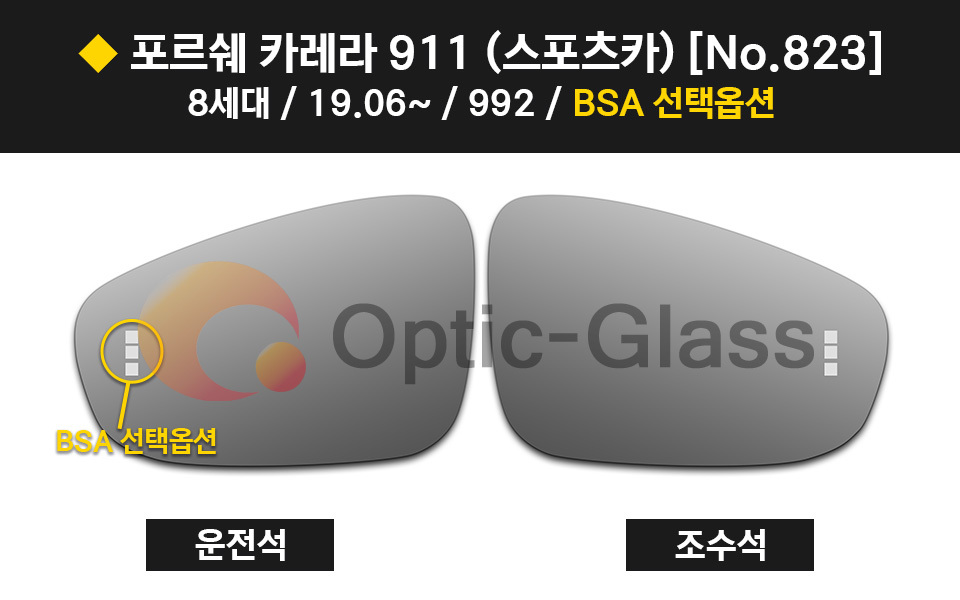 ◆ 포르쉐 카레라 911 (스포츠카) [No.823]
8세대 / 19.06~ / 992 / BSA 선택옵션
Optic-Glass
BSA 선택옵션
운전석
조수석